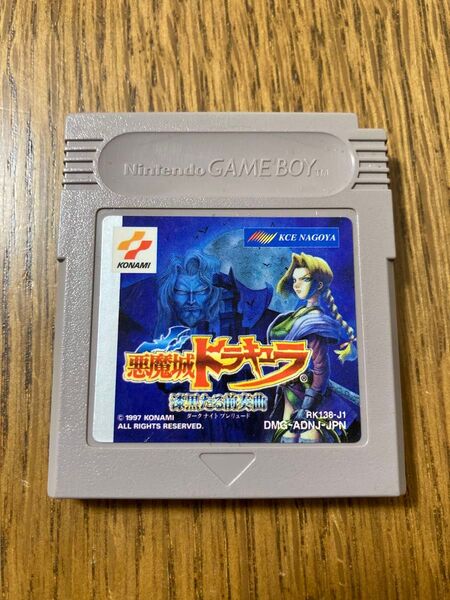 Nintendo GAME BOY TM
KONAMI
KCE NAGOYA
悪魔城ドラキュラ®
漆黒たる前奏曲
ダークナイトプレリュード
© 1997 KONAMI
ALL RIGHTS RESERVED.
RK138-J1
DMG-ADNJ-JPN